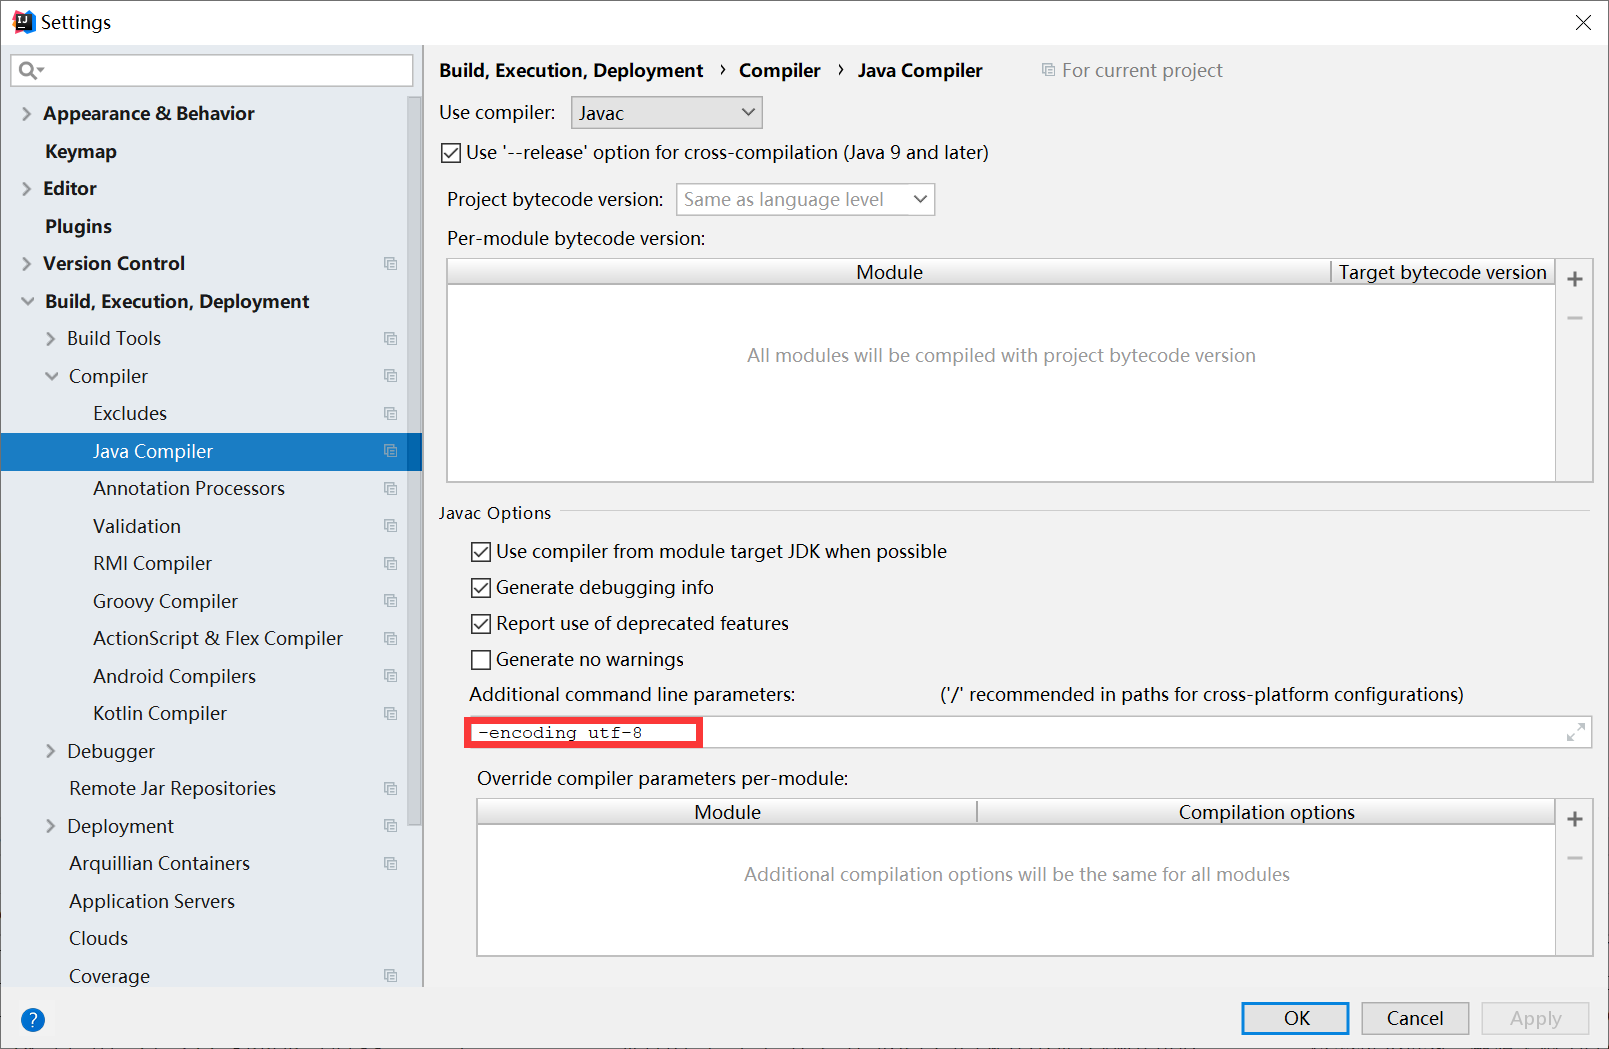 Settings
Appearance & Behavior
Keymap
Editor
Plugins
Version Control
Build, Execution, Deployment
Build Tools
Compiler
Excludes
Java Compiler
Annotation Processors
Validation
RMI Compiler
Groovy Compiler
ActionScript & Flex Compiler
Android Compilers
Kotlin Compiler
Debugger
Remote Jar Repositories
Deployment
Arquillian Containers
Application Servers
Clouds
Coverage
Build, Execution, Deployment › Compiler › Java Compiler For current project
Use compiler: Javac
Use '--release' option for cross-compilation (Java 9 and later)
Project bytecode version: Same as language level
Per-module bytecode version:
Module Target bytecode version
All modules will be compiled with project bytecode version
Javac Options
Use compiler from module target JDK when possible
Generate debugging info
Report use of deprecated features
Generate no warnings
Additional command line parameters: ('/' recommended in paths for cross-platform configurations)
-encoding utf-8
Override compiler parameters per-module:
Module Compilation options
Additional compilation options will be the same for all modules
? OK Cancel Apply